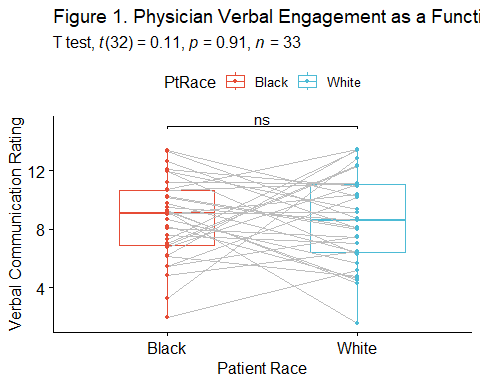 Figure 1. Physician Verbal Engagement as a Functi
T test, t(32) = 0.11, p = 0.91, n = 33
PtRace Black White
ns
12
8
4
Verbal Communication Rating
Black White
Patient Race